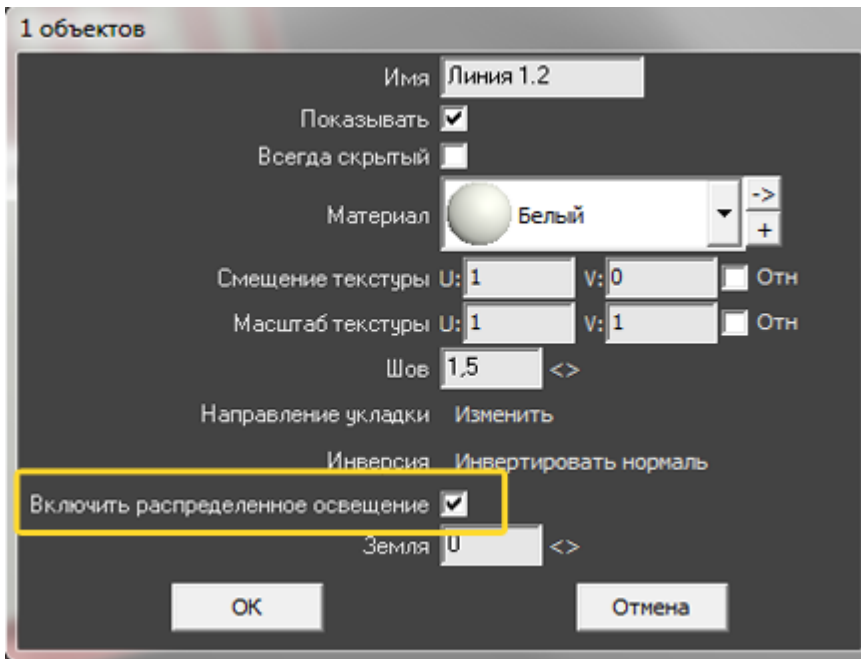 1 объектов
Имя Линия 1.2
Показывать
Всегда скрытый
Материал Белый -> +
Смещение текстуры U: 1 V: 0 Отн
Масштаб текстуры U: 1 V: 1 Отн
Шов 1,5 <>
Направление укладки Изменить
Инверсия Инвертировать нормаль
Включить распределенное освещение
Земля 0 <>
ОК Отмена